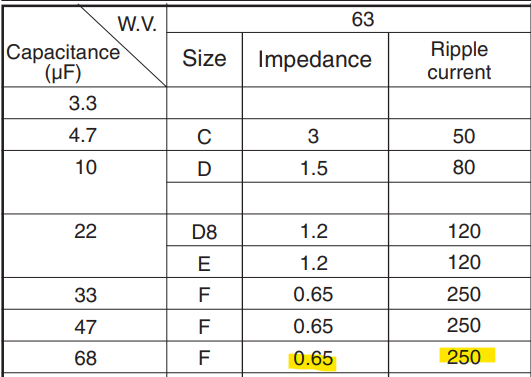 W.V.
63
Capacitance
(µF)
Size
Impedance
Ripple
current
3.3
4.7 C 3 50
10 D 1.5 80
22 D8 1.2 120
E 1.2 120
33 F 0.65 250
47 F 0.65 250
68 F 0.65 250